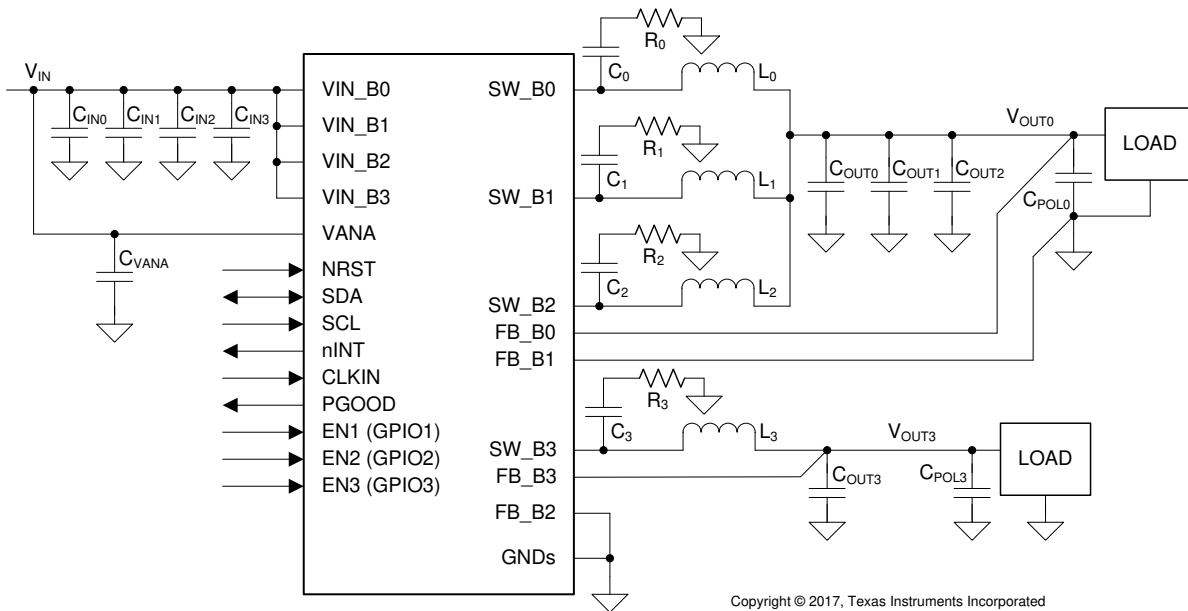 R0
C0
L0
VIN
CIN0 CIN1 CIN2 CIN3
VIN_B0
VIN_B1
VIN_B2
VIN_B3
VANA
CVANA
NRST
SDA
SCL
nINT
CLKIN
PGOOD
EN1 (GPIO1)
EN2 (GPIO2)
EN3 (GPIO3)
SW_B0
SW_B1
SW_B2
FB_B0
FB_B1
SW_B3
FB_B3
FB_B2
GNDs
R1
C1
L1
R2
C2
L2
VOUT0
LOAD
COUT0 COUT1 COUT2
CPOL0
R3
C3
L3
VOUT3
LOAD
COUT3
CPOL3
Copyright © 2017, Texas Instruments Incorporated